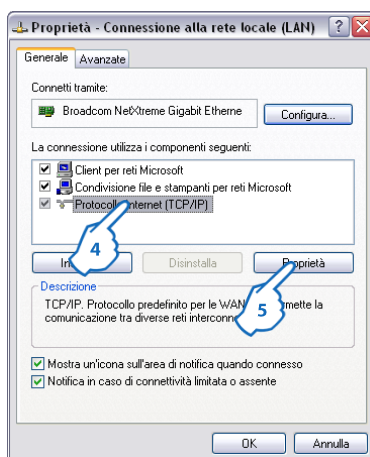 Proprietà - Connessione alla rete locale (LAN)
Generale Avanzate
Connetti tramite:
Broadcom NetXtreme Gigabit Etherne Configura...
La connessione utilizza i componenti seguenti:
Client per reti Microsoft
Condivisione file e stampanti per reti Microsoft
Protocollo Internet (TCP/IP)
4
Disinstalla Proprietà
5
Descrizione
TCP/IP. Protocollo predefinito per le WAN
comunicazione tra diverse reti
la
Mostra un'icona sull'area di notifica quando connesso
Notifica in caso di connettività limitata o assente
OK Annulla